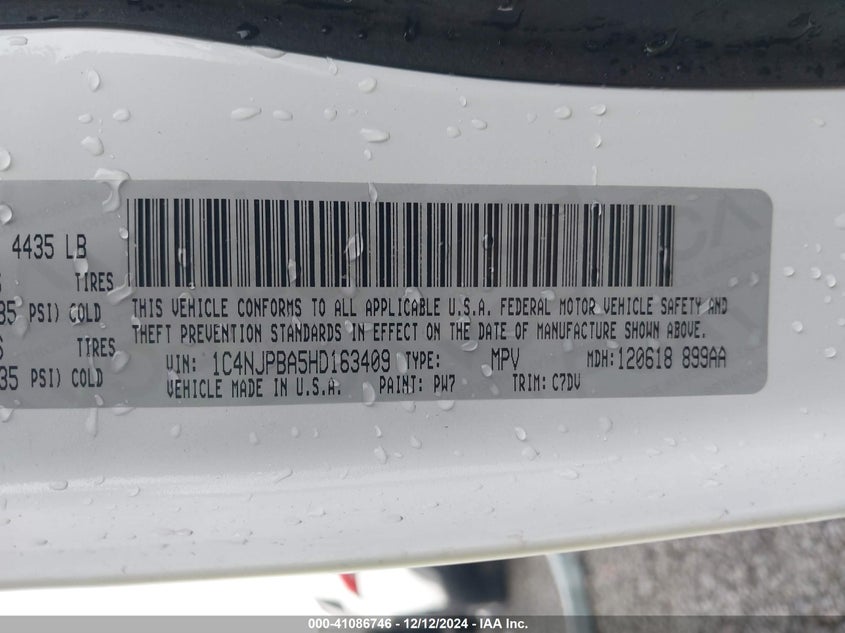 4435 LB
TIRES
35 PSI) COLD
TIRES
35 PSI) COLD
THIS VEHICLE CONFORMS TO ALL APPLICABLE U.S.A. FEDERAL MOTOR VEHICLE SAFETY AND
THEFT PREVENTION STANDARDS IN EFFECT ON THE DATE OF MANUFACTURE SHOWN ABOVE.
VIN: 1C4NJPBA5HD163409 TYPE: MPV MDH: 120618 899AA
VEHICLE MADE IN U.S.A. PAINT: PW7 TRIM: C7DV
000-41086746 - 12/12/2024 - IAA, Inc.